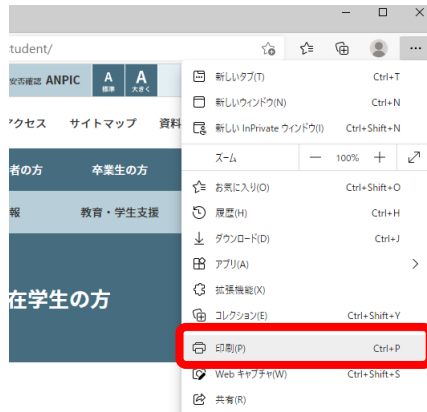 tudent/
安否確認 ANPIC
A 標準
A 大きく
アクセス サイトマップ 資料
者の方 卒業生の方
報 教育・学生支援
在学生の方
新しいタブ(T) Ctrl+T
新しいウィンドウ(N) Ctrl+N
新しい InPrivate ウィンドウ(I) Ctrl+Shift+N
ズーム — 100% +
お気に入り(O) Ctrl+Shift+O
履歴(H) Ctrl+H
ダウンロード(D) Ctrl+J
アプリ(A)
拡張機能(X)
コレクション(E) Ctrl+Shift+Y
印刷(P) Ctrl+P
Web キャプチャ(W) Ctrl+Shift+S
共有(R)